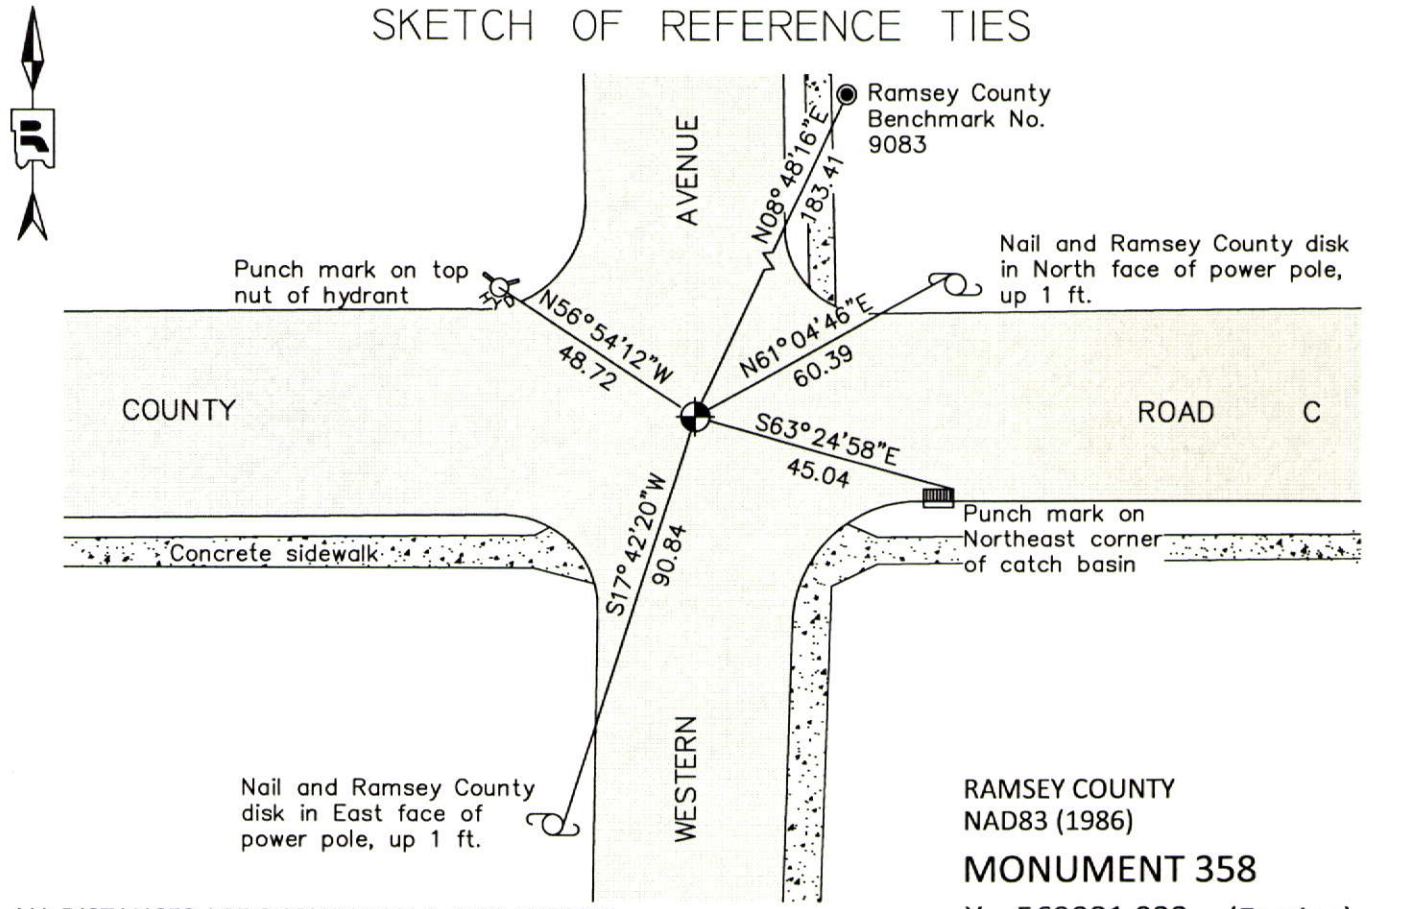 SKETCH OF REFERENCE TIES
Ramsey County
Benchmark No.
9083
AVENUE
N08°48'16"E
183.41
Nail and Ramsey County disk
in North face of power pole,
up 1 ft.
Punch mark on top
nut of hydrant
HYD
N56°54'12"W
48.72
N61°04'46"E
60.39
COUNTY
ROAD C
S63°24'58"E
45.04
Punch mark on
Northeast corner
of catch basin
Concrete sidewalk
S17°42'20"W
90.84
WESTERN
Nail and Ramsey County
disk in East face of
power pole, up 1 ft.
RAMSEY COUNTY
NAD83 (1986)
MONUMENT 358